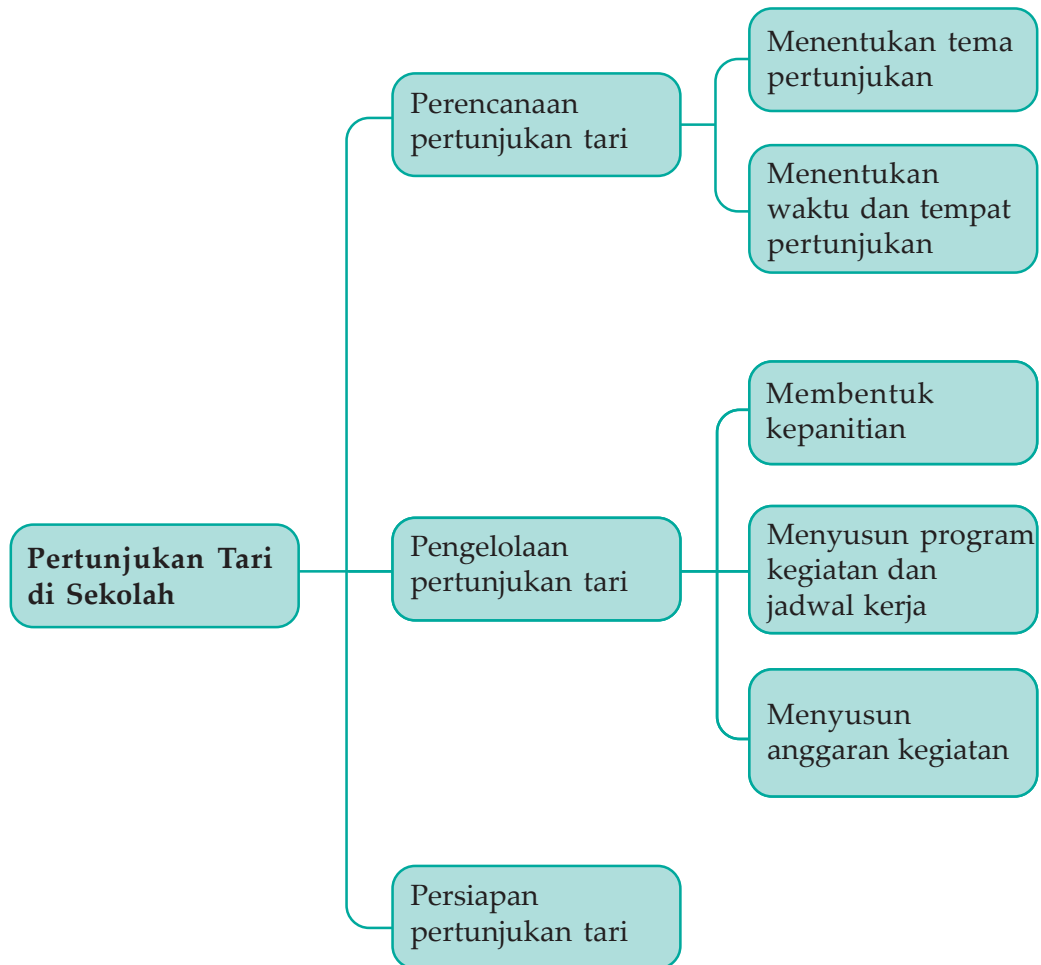 Pertunjukan Tari
di Sekolah
Perencanaan
pertunjukan tari
Menentukan tema
pertunjukan
Menentukan
waktu dan tempat
pertunjukan
Pengelolaan
pertunjukan tari
Membentuk
kepanitian
Menyusun program
kegiatan dan
jadwal kerja
Menyusun
anggaran kegiatan
Persiapan
pertunjukan tari